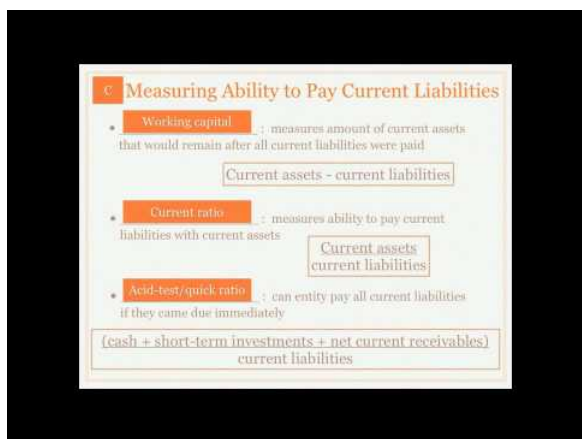 C Measuring Ability to Pay Current Liabilities
• Working capital : measures amount of current assets
that would remain after all current liabilities were paid
Current assets - current liabilities
• Current ratio : measures ability to pay current
liabilities with current assets
Current assets
current liabilities
• Acid-test/quick ratio : can entity pay all current liabilities
if they came due immediately
(cash + short-term investments + net current receivables)
current liabilities